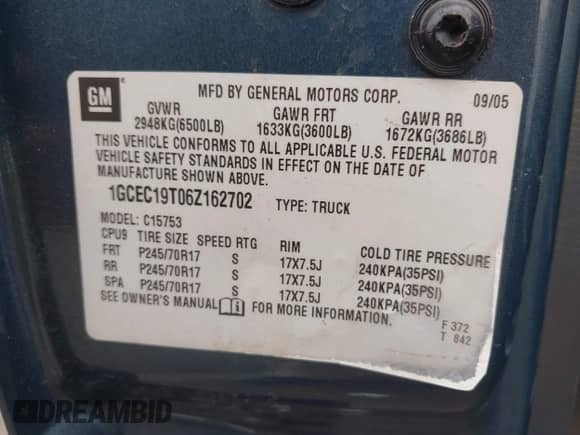 GM
MFD BY GENERAL MOTORS CORP. 09/05
GVWR GAWR FRT GAWR RR
2948KG(6500LB) 1633KG(3600LB) 1672KG(3686LB)
THIS VEHICLE CONFORMS TO ALL APPLICABLE U.S. FEDERAL MOTOR
VEHICLE SAFETY STANDARDS IN EFFECT ON THE DATE OF
MANUFACTURE SHOWN ABOVE.
1GCEC19T06Z162702 TYPE: TRUCK
MODEL: C15753
CPU9 TIRE SIZE SPEED RTG RIM COLD TIRE PRESSURE
FRT P245/70R17 S 17X7.5J 240KPA(35PSI)
RR P245/70R17 S 17X7.5J 240KPA(35PSI)
SPA P245/70R17 S 17X7.5J 240KPA(35PSI)
SEE OWNER'S MANUAL FOR MORE INFORMATION.
F 372
T 842
DREAMBID